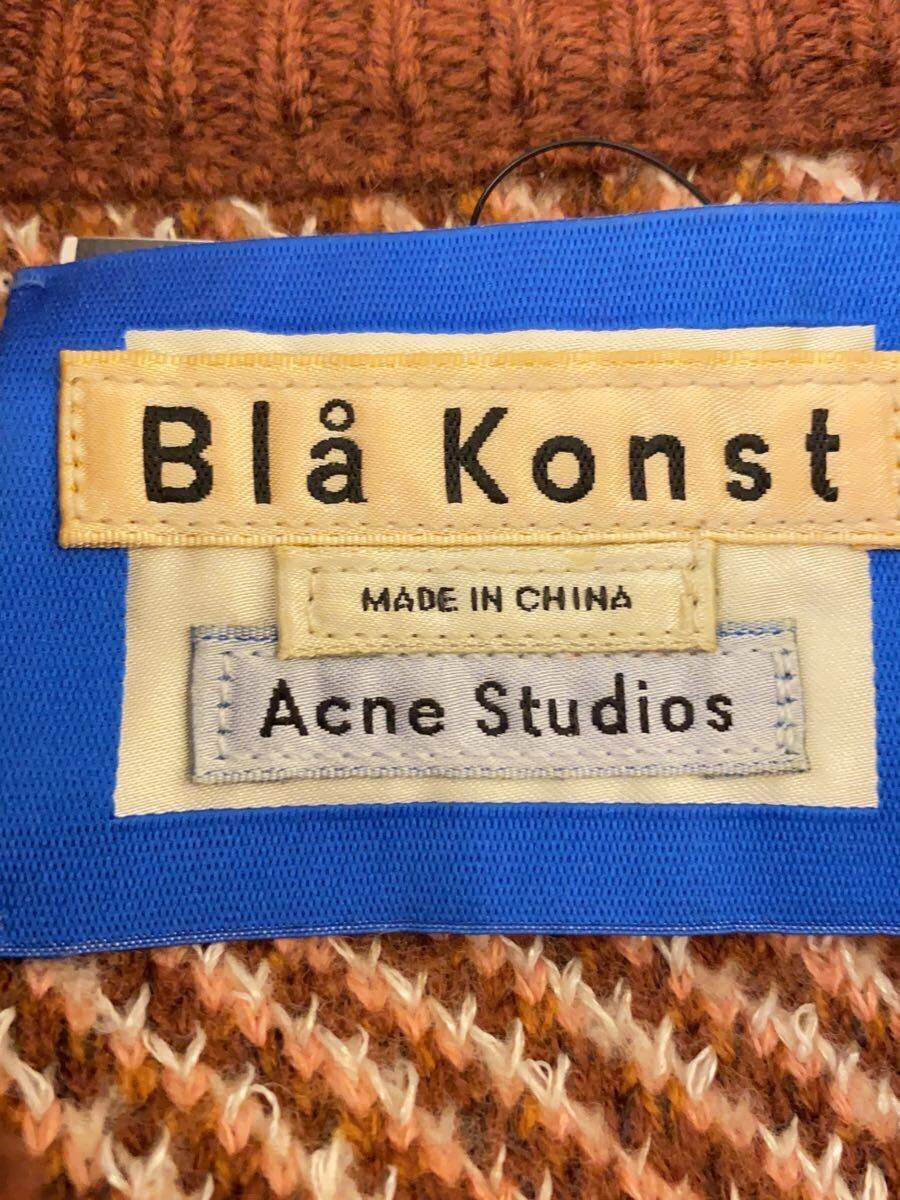 Blå Konst
MADE IN CHINA
Acne Studios